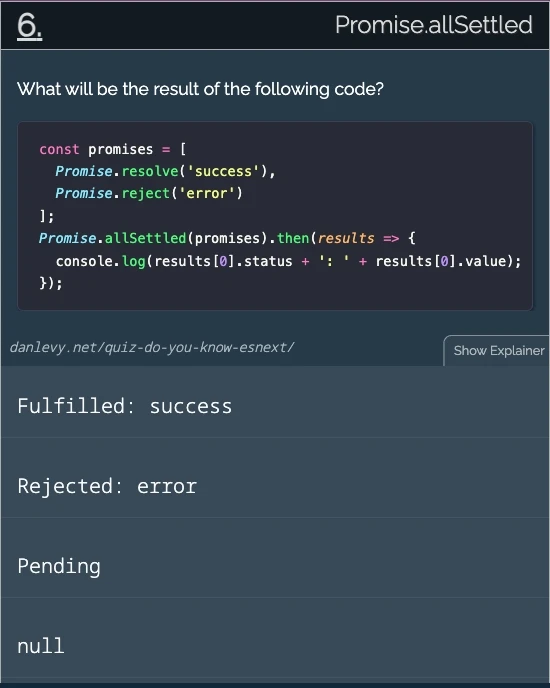 6.
Promise.allSettled
What will be the result of the following code?
const promises = [
  Promise.resolve('success'),
  Promise.reject('error')
];
Promise.allSettled(promises).then(results => {
  console.log(results[0].status + ': ' + results[0].value);
});
danlevy.net/quiz-do-you-know-esnext/
Show Explainer
Fulfilled: success
Rejected: error
Pending
null